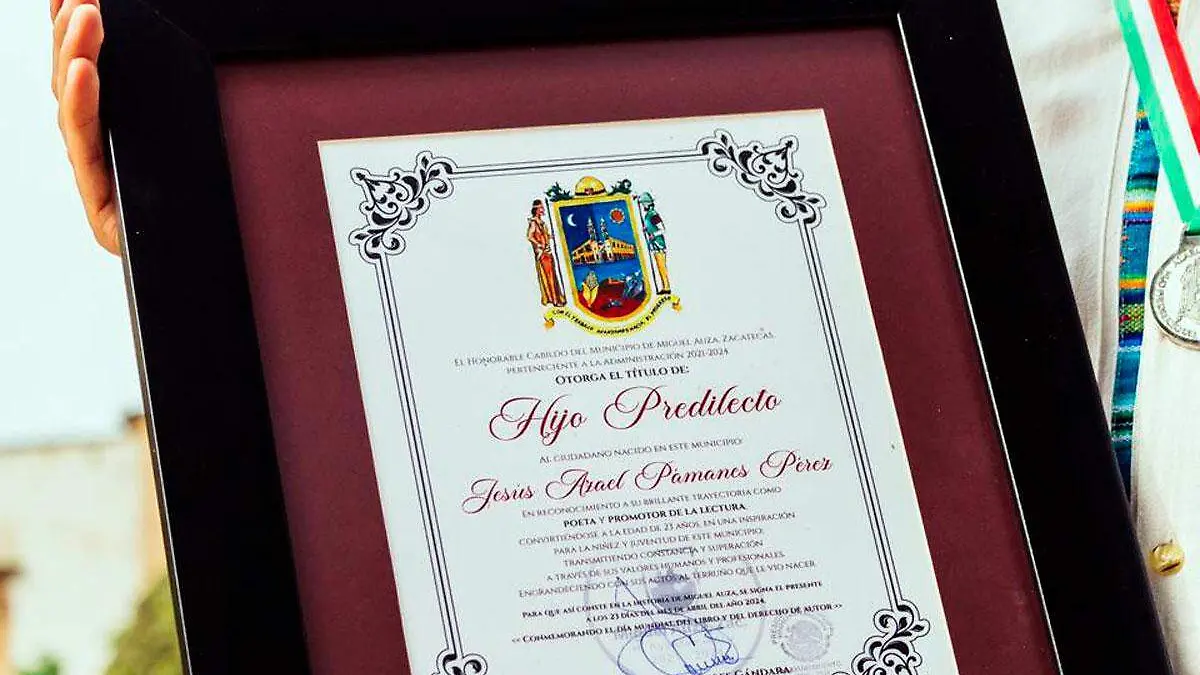 CON EL TRABAJO AVANZAMOS HACIA EL PROGRESO
El Honorable Cabildo del Municipio de Miguel Auza, Zacatecas,
perteneciente a la Administración 2021-2024
Otorga el título de:
Hijo Predilecto
al ciudadano nacido en este municipio:
Jesús Azael Pámanes Pérez
en reconocimiento a su brillante trayectoria como
poeta y promotor de la lectura,
convirtiéndose a la edad de 23 años, en una inspiración
para la niñez y juventud de este municipio;
transmitiendo constancia y superación
a través de sus valores humanos y profesionales,
engrandeciendo con sus actos al terruño que le vio nacer.
Para que así conste en la historia de Miguel Auza, se signa el presente
a los 23 días del mes de abril del año 2024,
<< Conmemorando el Día Mundial del Libro y del Derecho de Autor >>
Gándara